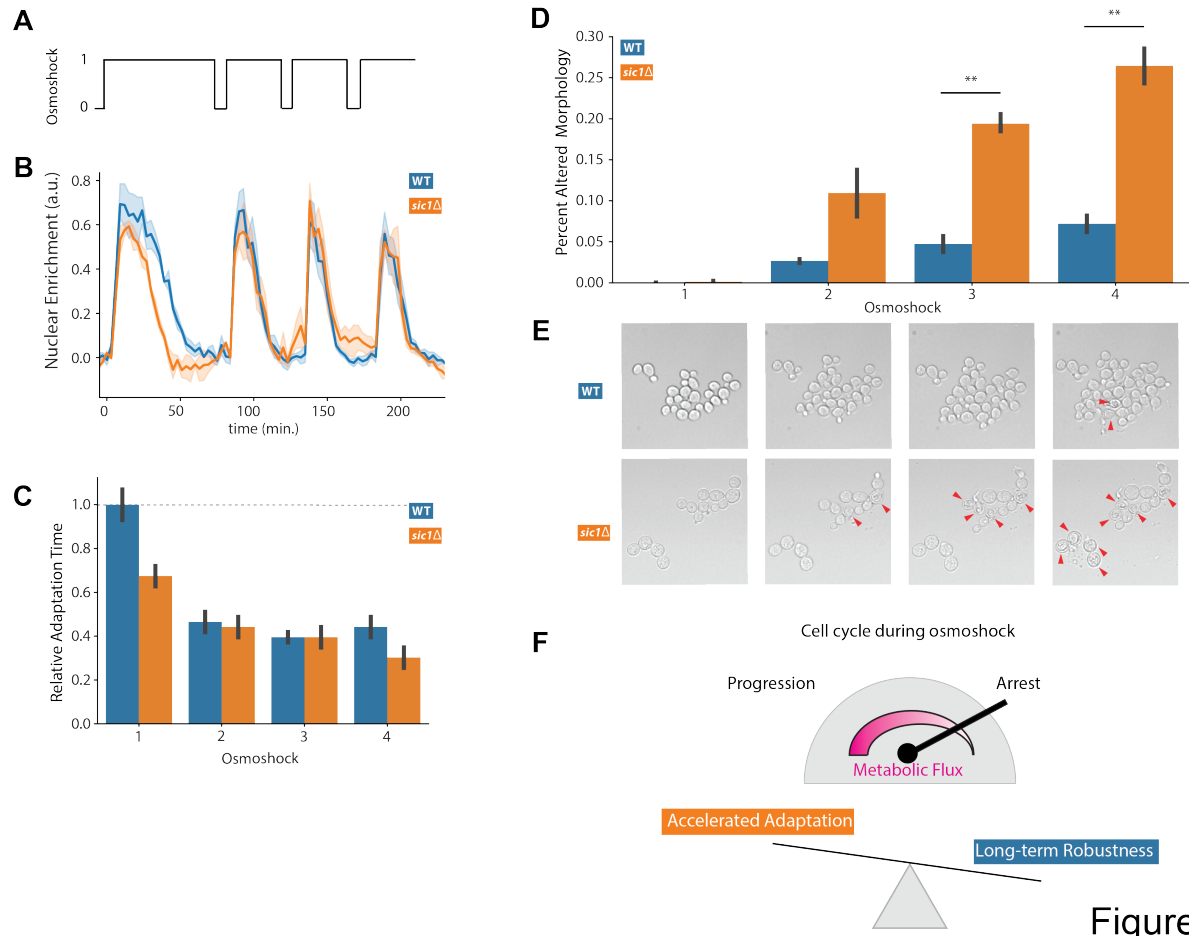 A
Osmoshock
1
0
B
Nuclear Enrichment (a.u.)
0.8
0.6
0.4
0.2
0.0
WT
sic1Δ
0 50 100 150 200
time (min.)
C
Relative Adaptation Time
1.0
0.8
0.6
0.4
0.2
0.0
WT
sic1Δ
1 2 3 4
Osmoshock
D
Percent Altered Morphology
0.30
0.25
0.20
0.15
0.10
0.05
0.00
WT
sic1Δ
**
**
1 2 3 4
Osmoshock
E
WT
sic1Δ
F
Cell cycle during osmoshock
Progression Arrest
Metabolic Flux
Accelerated Adaptation
Long-term Robustness
Figure